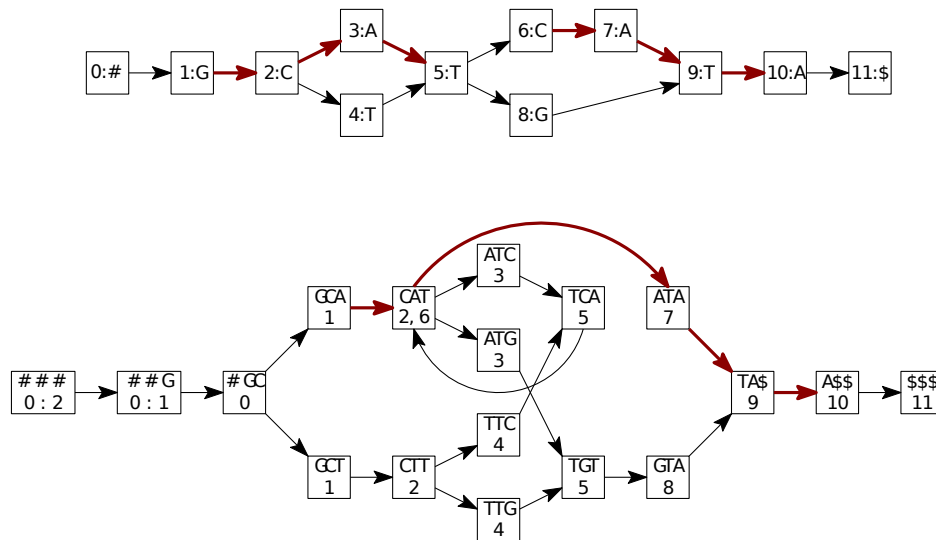 3:A
6:C
7:A
0:#
1:G
2:C
5:T
9:T
10:A
11:$
4:T
8:G
ATC
3
GCA
1
CAT
2, 6
TCA
5
ATA
7
ATG
3
###
0 : 2
##G
0 : 1
#GC
0
TA$
9
A$$
10
$$$
11
TTC
4
GCT
1
CTT
2
TGT
5
GTA
8
TTG
4